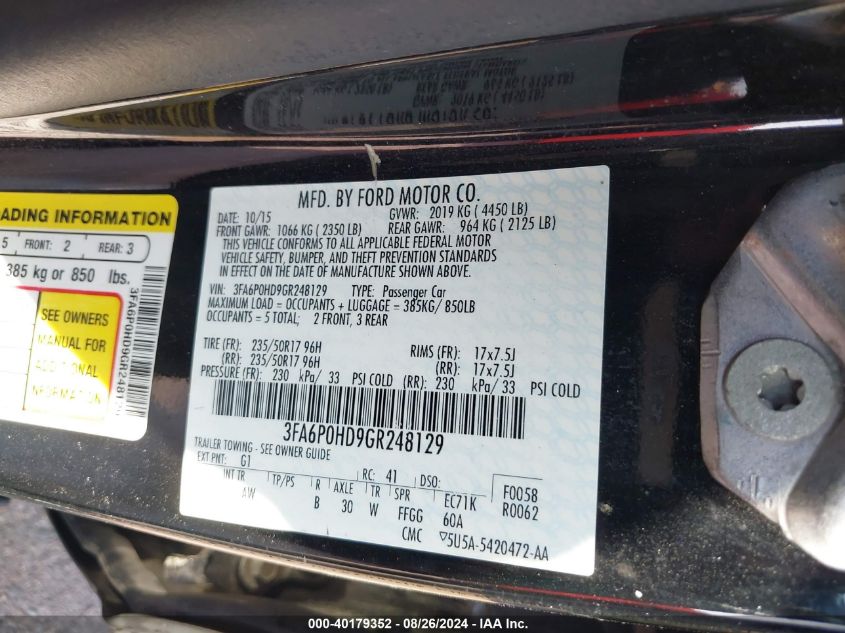 MFD. BY FORD MOTOR CO.
10/15 GVWR: 2019 KG ( 4450 LB)
FRONT GAWR: 1066 KG ( 2350 LB) REAR GAWR: 964 KG ( 2125 LB)
THIS VEHICLE CONFORMS TO ALL APPLICABLE FEDERAL MOTOR
VEHICLE SAFETY, BUMPER, AND THEFT PREVENTION STANDARDS
IN EFFECT ON THE DATE OF MANUFACTURE SHOWN ABOVE.
VIN: 3FA6P0HD9GR248129 TYPE: Passenger Car
MAXIMUM LOAD = OCCUPANTS + LUGGAGE = 385KG/ 850LB
OCCUPANTS = 5 TOTAL; 2 FRONT, 3 REAR
TIRE (FR): 235/50R17 96H RIMS (FR): 17x7.5J
(RR): 235/50R17 96H (RR): 17x7.5J
PRESSURE (FR): 230 kPa/ 33 PSI COLD (RR): 230 kPa/ 33 PSI COLD
3FA6P0HD9GR248129
TRAILER TOWING - SEE OWNER GUIDE
EXT PNT: G1 RC: 41 DSO:
INT TR TP/PS R AXLE TR SPR EC71K F0058
AW B 30 W FFGG 60A R0062
CMC 5U5A-5420472-AA
ADING INFORMATION
5 FRONT: 2 REAR: 3
385 kg or 850 lbs.
SEE OWNERS
MANUAL FOR
ADDITIONAL
INFORMATION
3FA6P0HD9GR248129
000-40179352 - 08/26/2024 - IAAI.com